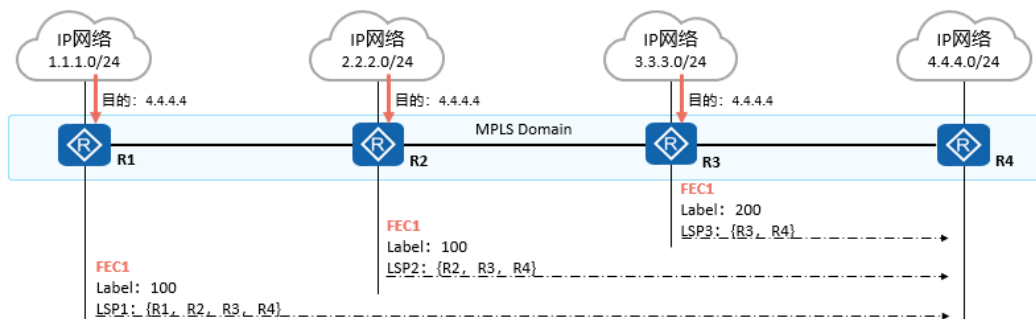 IP网络
1.1.1.0/24
IP网络
2.2.2.0/24
IP网络
3.3.3.0/24
IP网络
4.4.4.0/24
目的：4.4.4.4
目的：4.4.4.4
目的：4.4.4.4
MPLS Domain
R
R1
R
R2
R
R3
R
R4
FEC1
Label：200
LSP3：{R3，R4}
FEC1
Label：100
LSP2：{R2，R3，R4}
FEC1
Label：100
LSP1：{R1，R2，R3，R4}